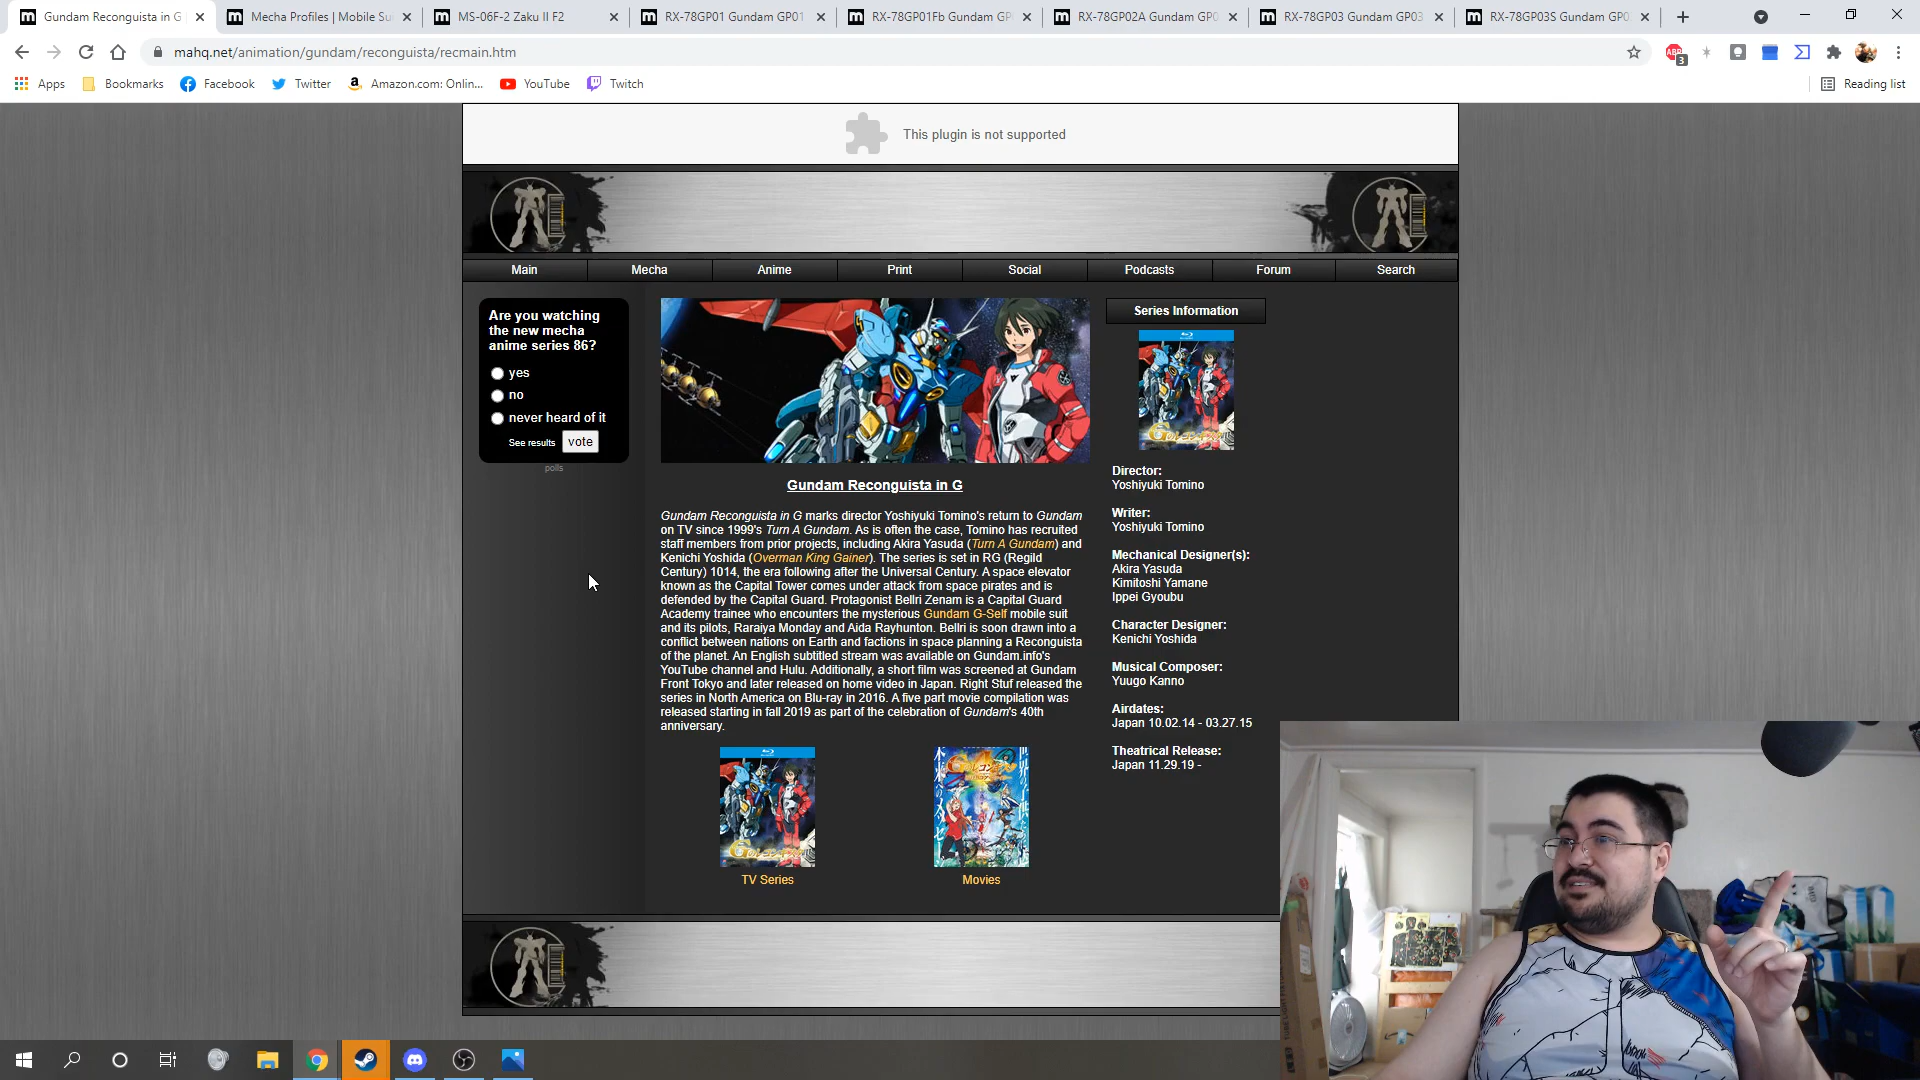 Gundam Reconguista in G
Mecha Profiles | Mobile Su
MS-06F-2 Zaku II F2
RX-78GP01 Gundam GP01
RX-78GP01Fb Gundam GP
RX-78GP02A Gundam GP0
RX-78GP03 Gundam GP03
RX-78GP03S Gundam GP0
mahq.net/animation/gundam/reconguista/recmain.htm
ABP
3
Apps
Bookmarks
Facebook
Twitter
Amazon.com: Onlin...
YouTube
Twitch
Reading list
This plugin is not supported
Main
Mecha
Anime
Print
Social
Podcasts
Forum
Search
Are you watching
the new mecha
anime series 86?
yes
no
never heard of it
See results
vote
polls
Gundam Reconguista in G
Gundam Reconguista in G marks director Yoshiyuki Tomino's return to Gundam
on TV since 1999's Turn A Gundam. As is often the case, Tomino has recruited
staff members from prior projects, including Akira Yasuda (Turn A Gundam) and
Kenichi Yoshida (Overman King Gainer). The series is set in RG (Regild
Century) 1014, the era following after the Universal Century. A space elevator
known as the Capital Tower comes under attack from space pirates and is
defended by the Capital Guard. Protagonist Bellri Zenam is a Capital Guard
Academy trainee who encounters the mysterious Gundam G-Self mobile suit
and its pilots, Raraiya Monday and Aida Rayhunton. Bellri is soon drawn into a
conflict between nations on Earth and factions in space planning a Reconguista
of the planet. An English subtitled stream was available on Gundam.info's
YouTube channel and Hulu. Additionally, a short film was screened at Gundam
Front Tokyo and later released on home video in Japan. Right Stuf released the
series in North America on Blu-ray in 2016. A five part movie compilation was
released starting in fall 2019 as part of the celebration of Gundam's 40th
anniversary.
TV Series
Movies
Series Information
Director:
Yoshiyuki Tomino
Writer:
Yoshiyuki Tomino
Mechanical Designer(s):
Akira Yasuda
Kimitoshi Yamane
Ippei Gyoubu
Character Designer:
Kenichi Yoshida
Musical Composer:
Yuugo Kanno
Airdates:
Japan 10.02.14 - 03.27.15
Theatrical Release:
Japan 11.29.19 -